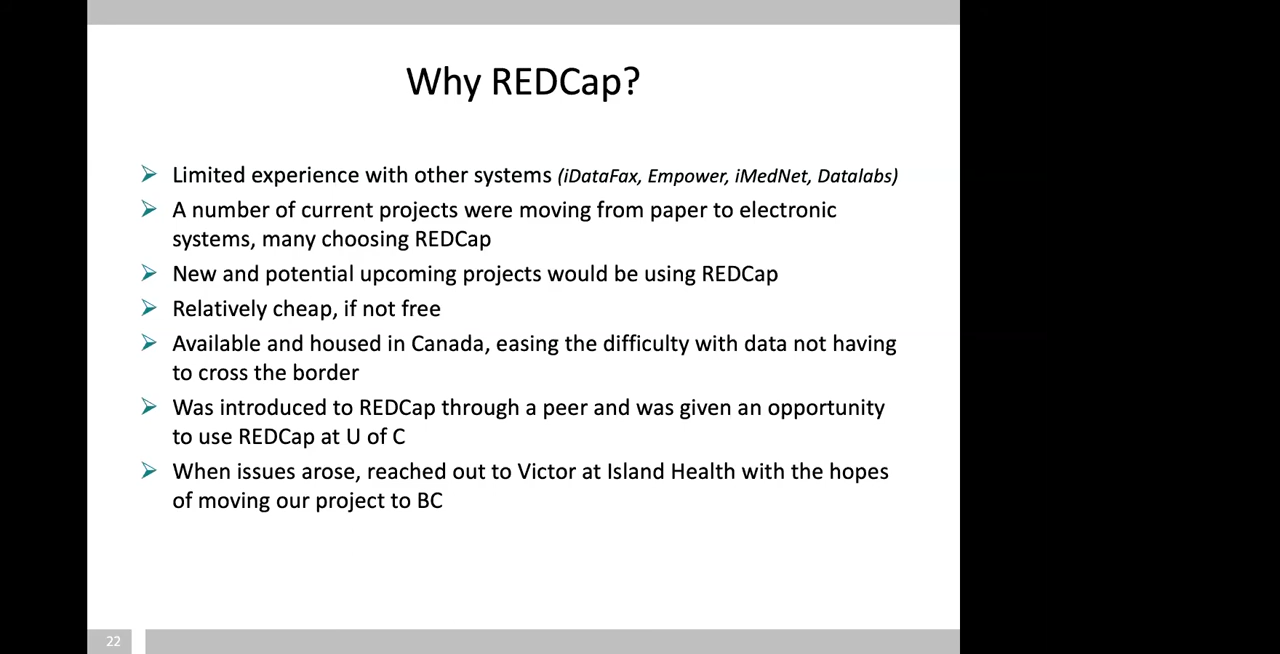 Why REDCap?
Limited experience with other systems (iDataFax, Empower, iMedNet, Datalabs)
A number of current projects were moving from paper to electronic
systems, many choosing REDCap
New and potential upcoming projects would be using REDCap
Relatively cheap, if not free
Available and housed in Canada, easing the difficulty with data not having
to cross the border
Was introduced to REDCap through a peer and was given an opportunity
to use REDCap at U of C
When issues arose, reached out to Victor at Island Health with the hopes
of moving our project to BC
22